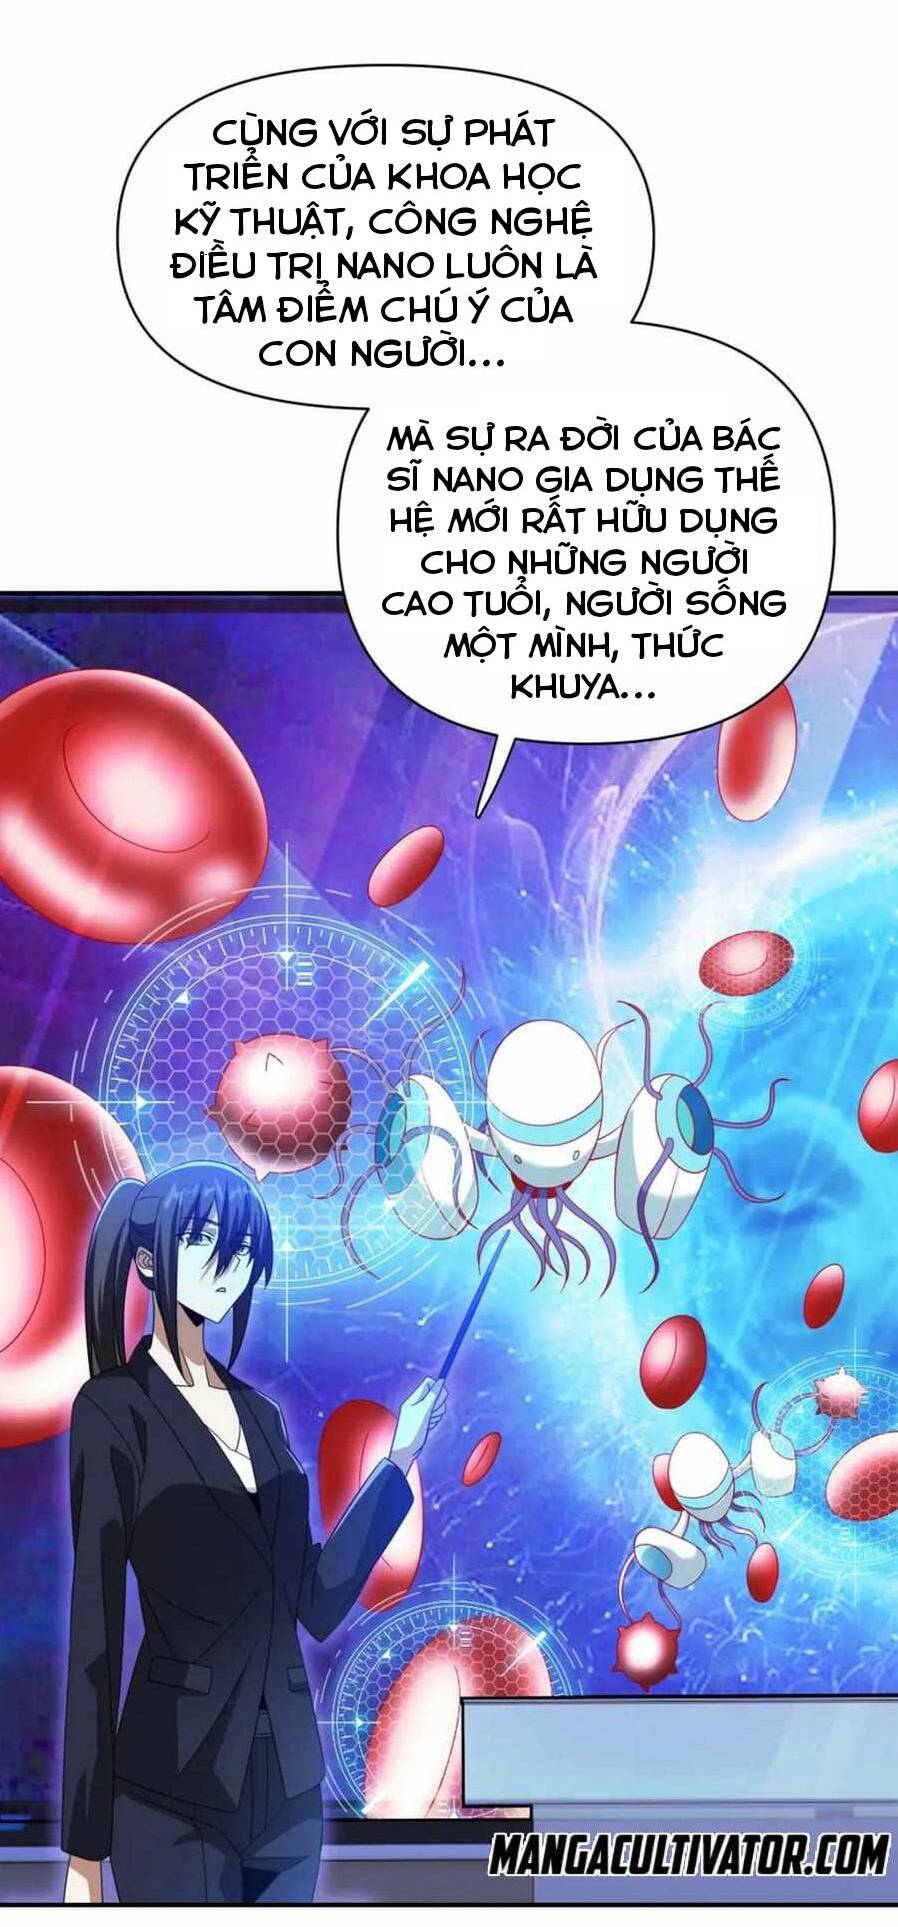 CÙNG VỚI SỰ PHÁT
TRIỂN CỦA KHOA HỌC
KỸ THUẬT, CÔNG NGHỆ
ĐIỀU TRỊ NANO LUÔN LÀ
TÂM ĐIỂM CHÚ Ý CỦA
CON NGƯỜI...
MÀ SỰ RA ĐỜI CỦA BÁC
SĨ NANO GIA DỤNG THẾ
HỆ MỚI RẤT HỮU DỤNG
CHO NHỮNG NGƯỜI
CAO TUỔI, NGƯỜI SỐNG
MỘT MÌNH, THỨC
KHUYA...
MANGACULTIVATOR.COM